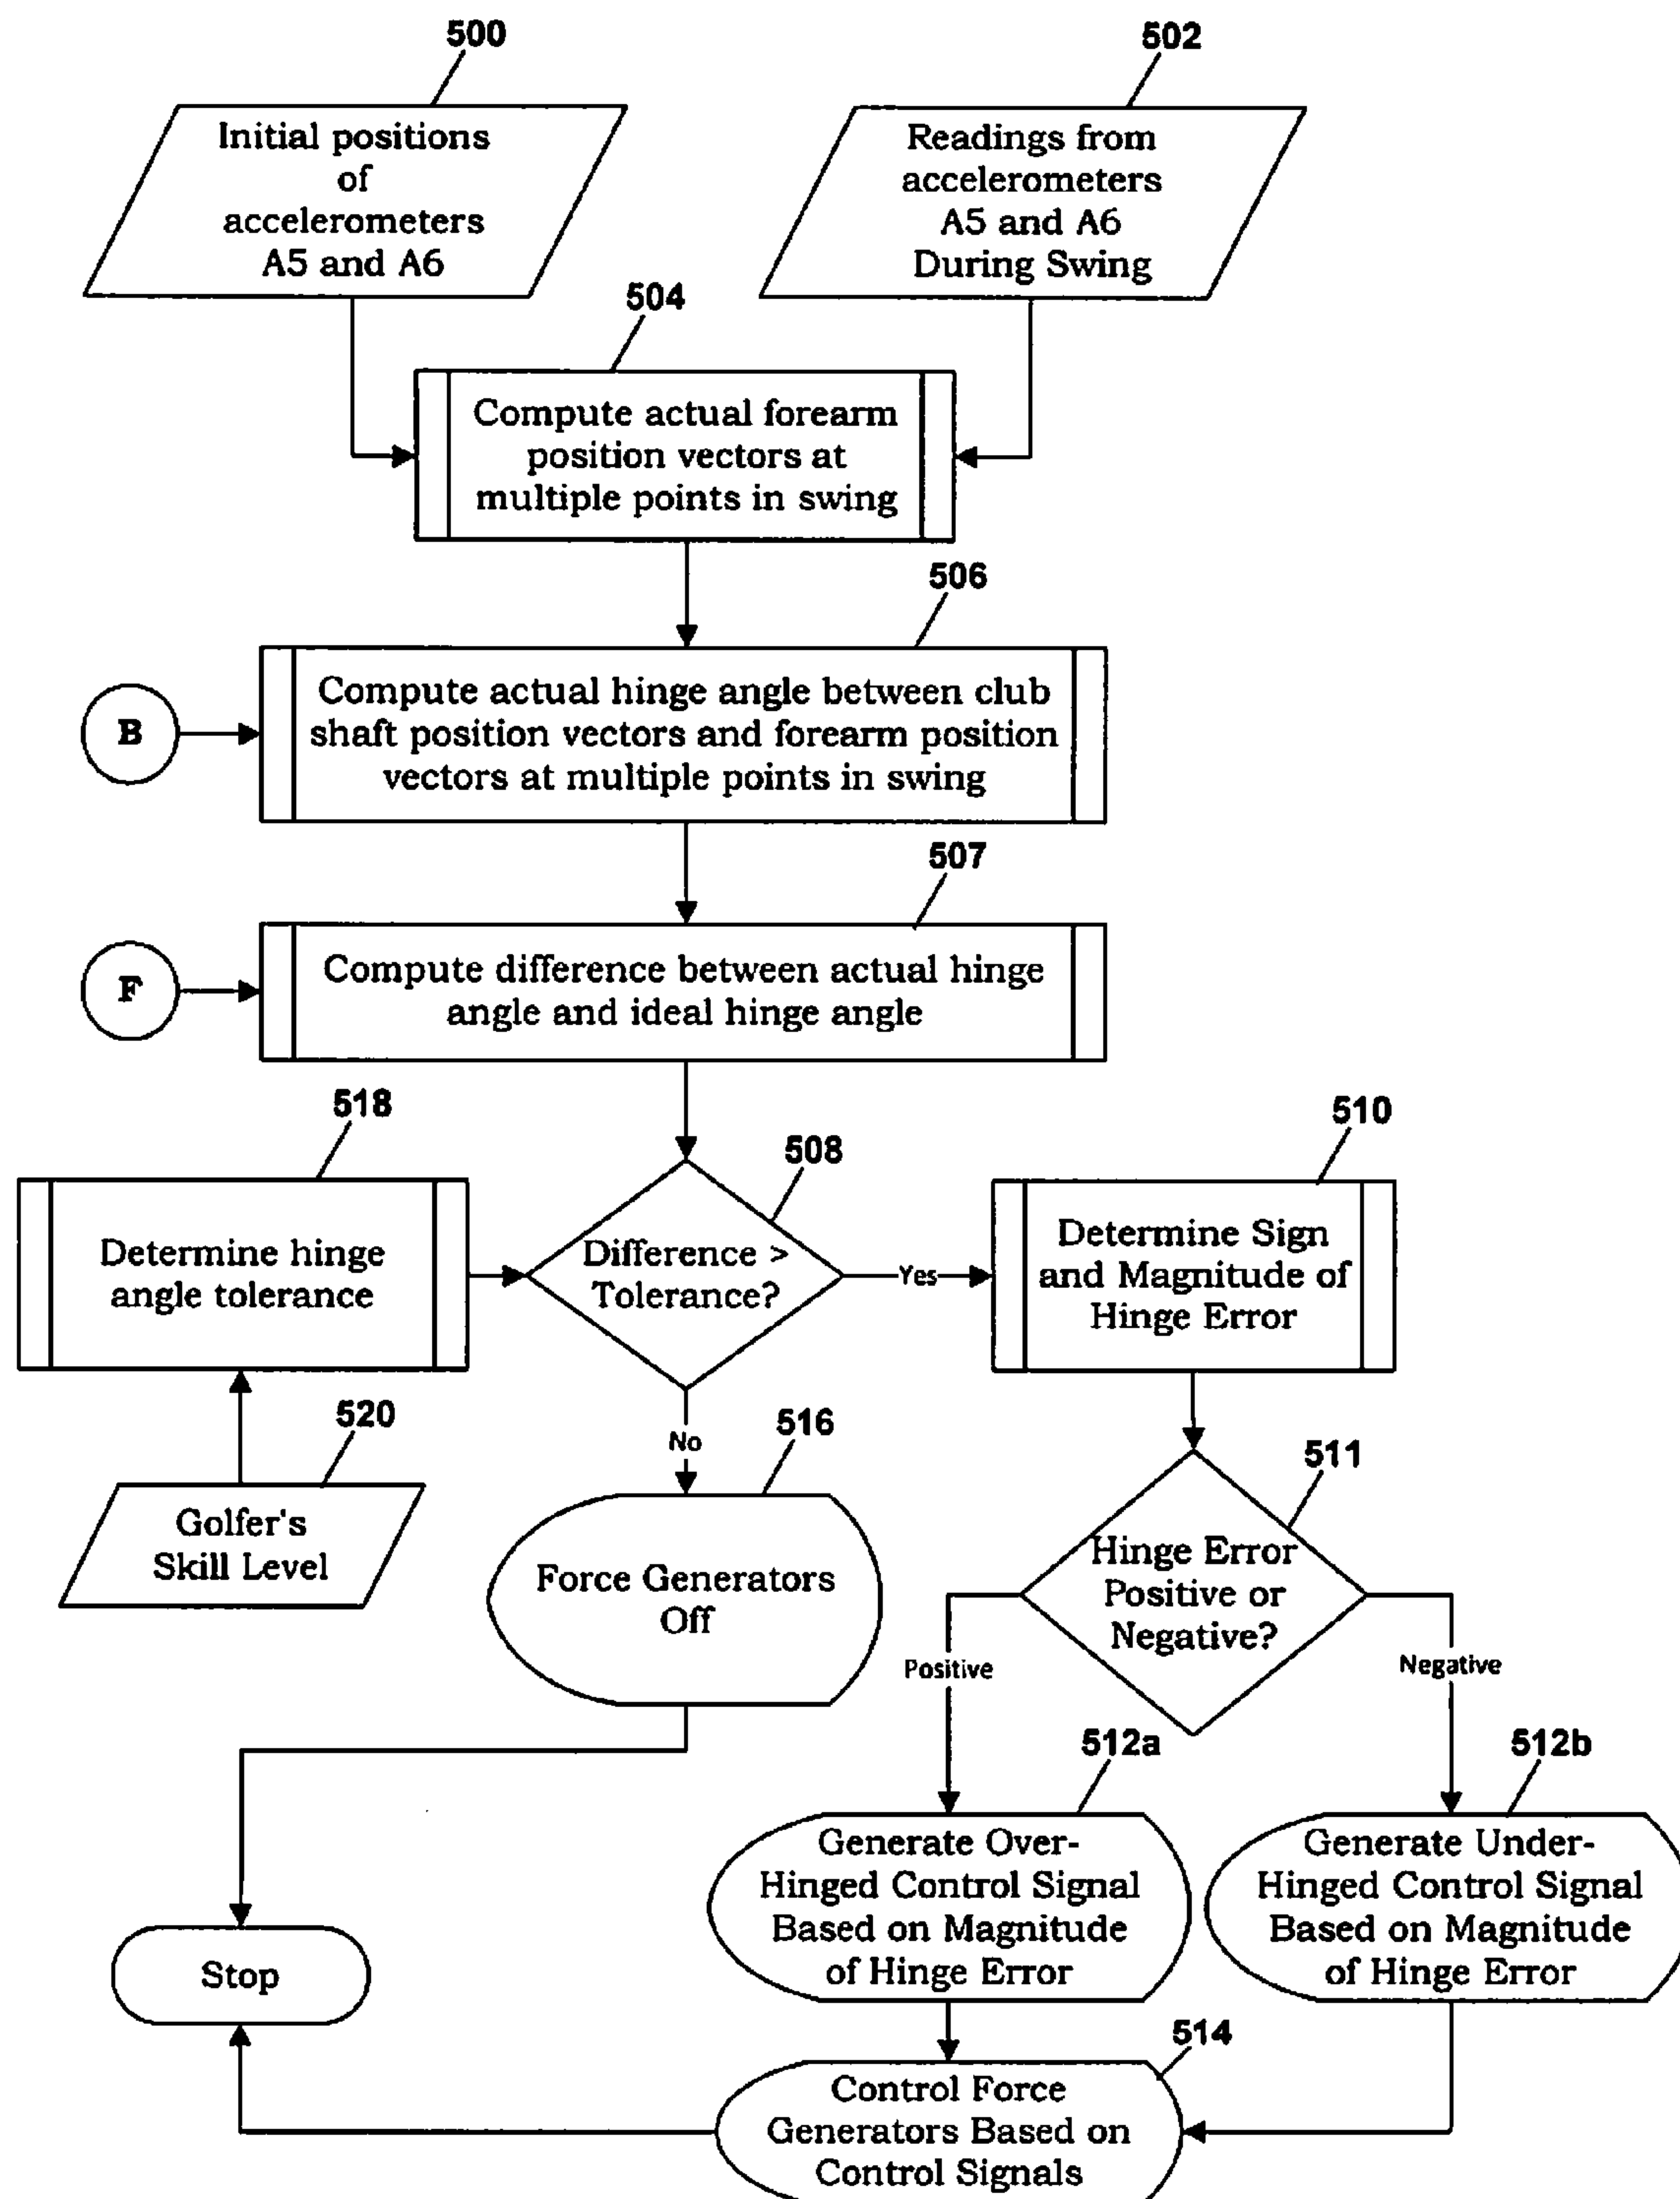 500
502
Initial positions
of
accelerometers
A5 and A6
Readings from
accelerometers
A5 and A6
During Swing
504
Compute actual forearm
position vectors at
multiple points in swing
506
B
Compute actual hinge angle between club
shaft position vectors and forearm position
vectors at multiple points in swing
507
F
Compute difference between actual hinge
angle and ideal hinge angle
518
508
510
Determine hinge
angle tolerance
Difference >
Tolerance?
Yes
Determine Sign
and Magnitude of
Hinge Error
520
Golfer's
Skill Level
No
516
Force Generators
Off
511
Hinge Error
Positive or
Negative?
Positive
Negative
512a
512b
Generate Over-
Hinged Control Signal
Based on Magnitude
of Hinge Error
Generate Under-
Hinged Control Signal
Based on Magnitude
of Hinge Error
Stop
514
Control Force
Generators Based on
Control Signals